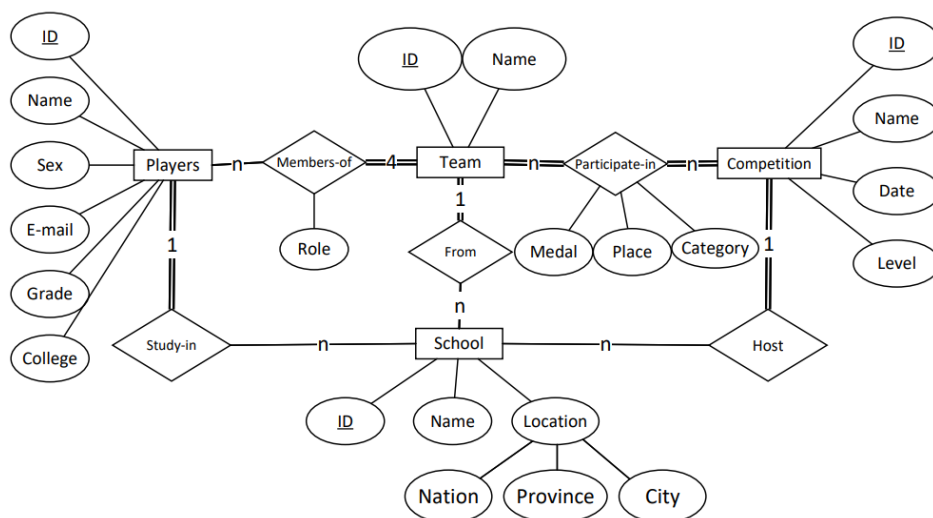 ID
Name
Sex
E-mail
Grade
College
Players
n
Members-of
4
Role
ID
Name
Team
n
Participate-in
n
Medal
Place
Category
Competition
ID
Name
Date
Level
1
1
1
From
n
Study-in
n
School
n
Host
ID
Name
Location
Nation
Province
City